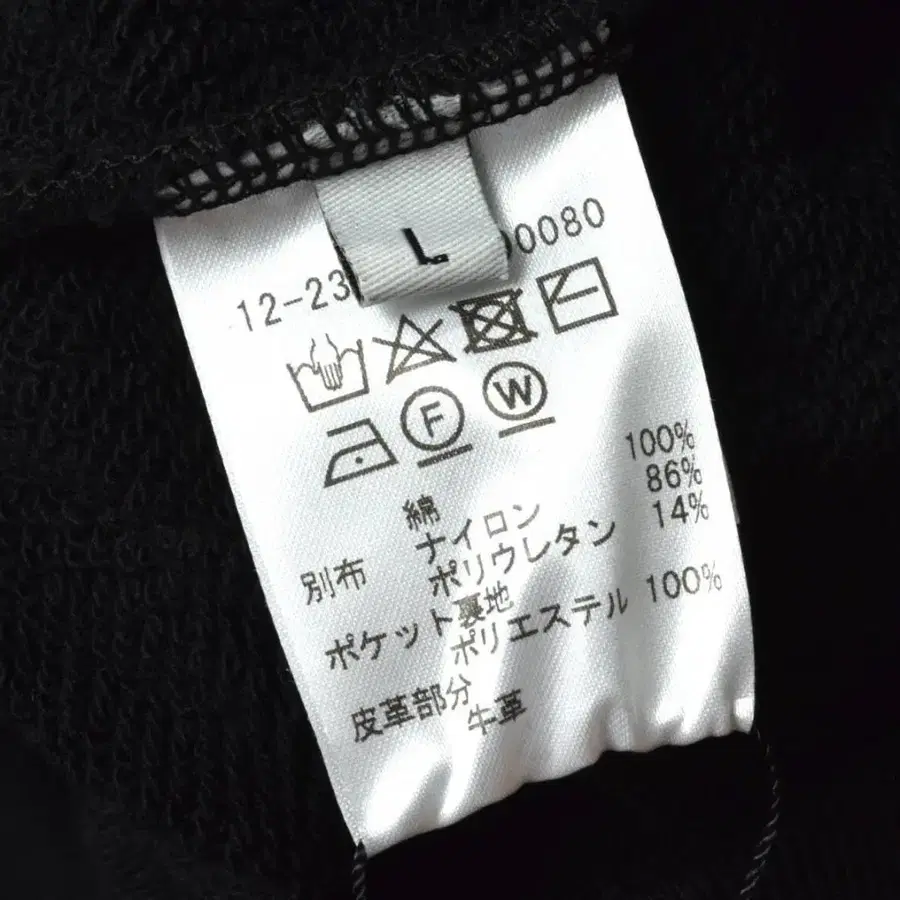 L
12-23 0080
F W
綿 100%
別布 ナイロン 86%
ポリウレタン 14%
ポケット裏地
ポリエステル 100%
皮革部分
牛革